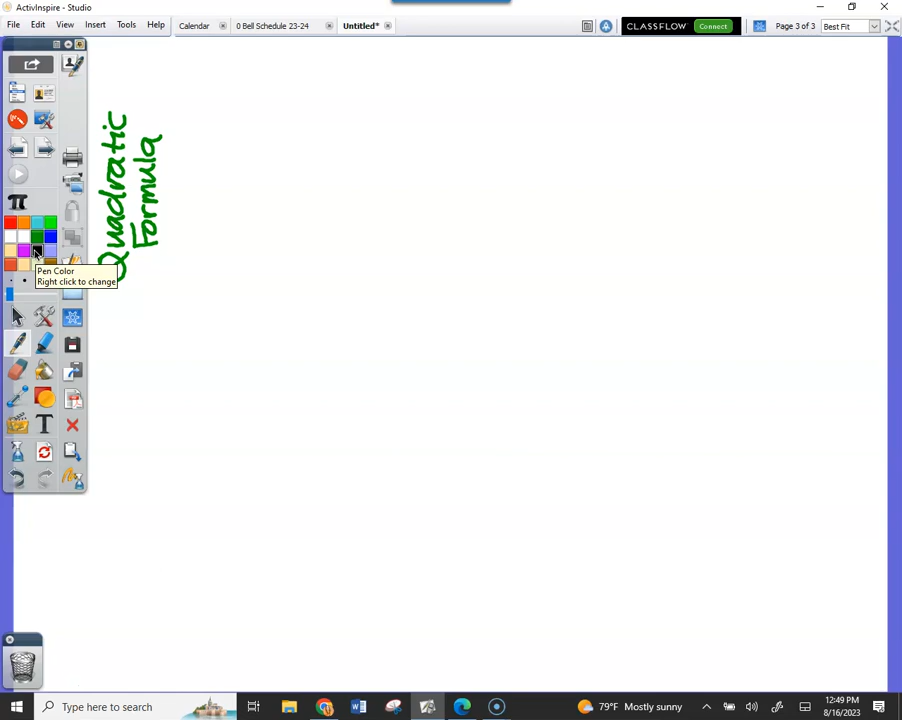 ActivInspire - Studio
File Edit View Insert Tools Help
Calendar
0 Bell Schedule 23-24
Untitled*
CLASSFLOW Connect
Page 3 of 3
Best Fit
Quadratic
Formula
Pen Color
Right click to change
T
Type here to search
79°F Mostly sunny
12:49 PM
8/16/2023